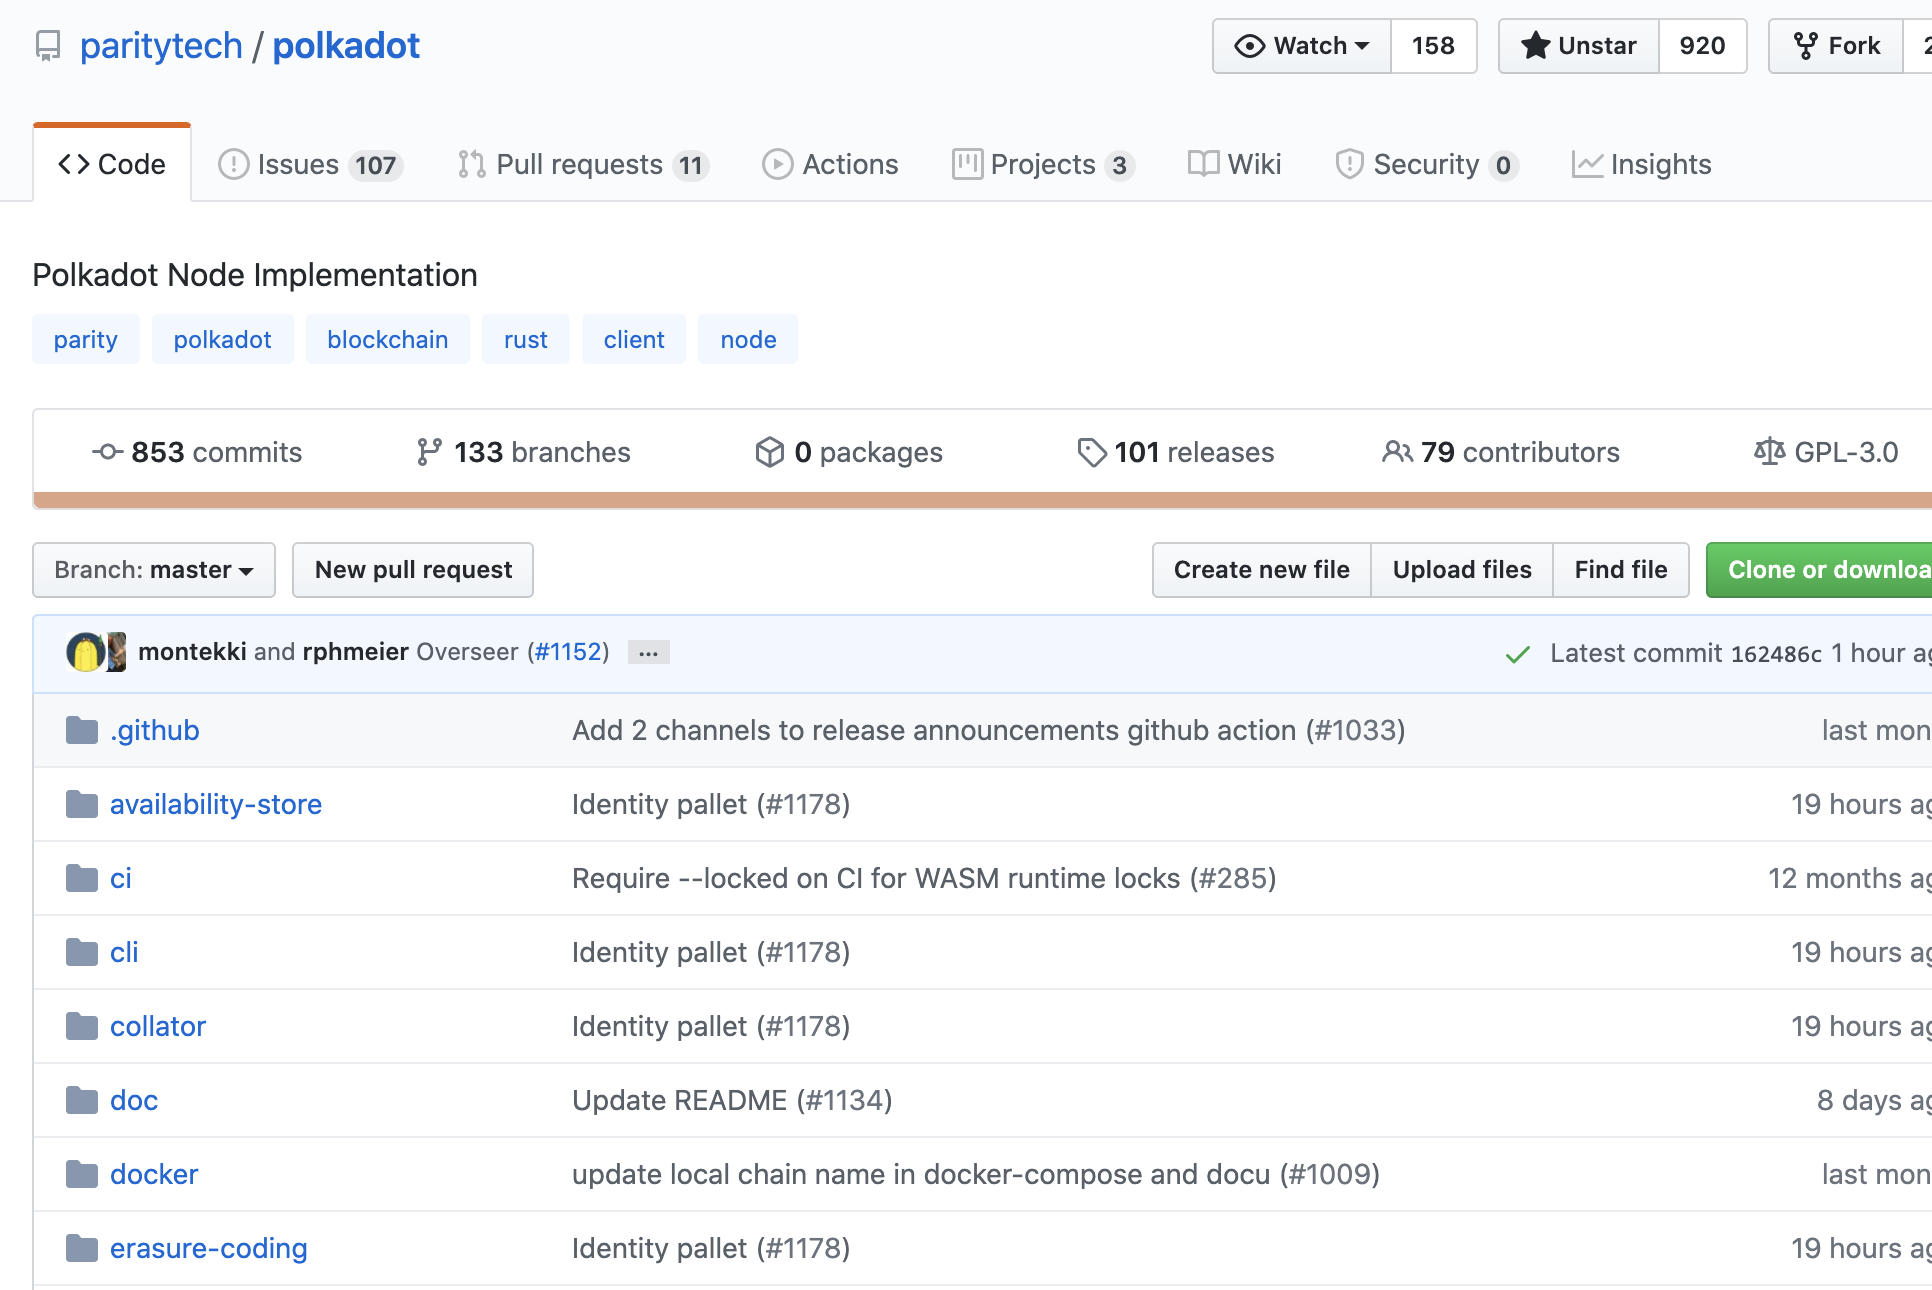 paritytech / polkadot Watch 158 Unstar 920 Fork
Code Issues 107 Pull requests 11 Actions Projects 3 Wiki Security 0 Insights
Polkadot Node Implementation
parity polkadot blockchain rust client node
853 commits 133 branches 0 packages 101 releases 79 contributors GPL-3.0
Branch: master New pull request Create new file Upload files Find file Clone or downloa
montekki and rphmeier Overseer (#1152) ... Latest commit 162486c 1 hour ag
.github Add 2 channels to release announcements github action (#1033) last mon
availability-store Identity pallet (#1178) 19 hours ag
ci Require --locked on CI for WASM runtime locks (#285) 12 months ag
cli Identity pallet (#1178) 19 hours ag
collator Identity pallet (#1178) 19 hours ag
doc Update README (#1134) 8 days ag
docker update local chain name in docker-compose and docu (#1009) last mon
erasure-coding Identity pallet (#1178) 19 hours ag